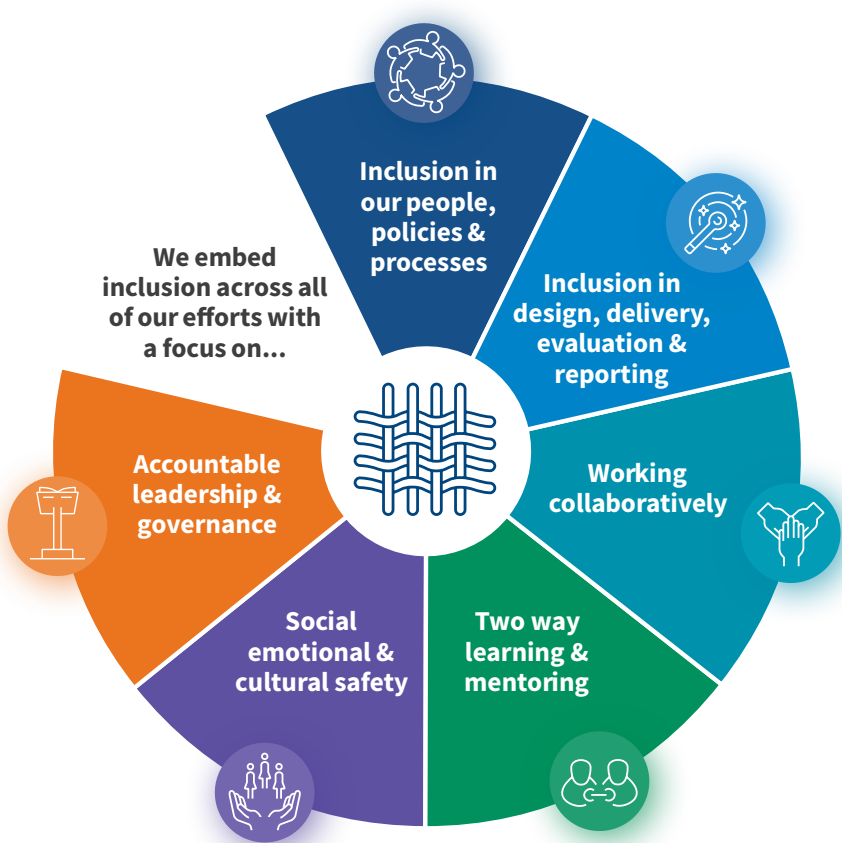 We embed
inclusion across all
of our efforts with
a focus on...
Inclusion in
our people,
policies &
processes
Inclusion in
design, delivery,
evaluation &
reporting
Working
collaboratively
Two way
learning &
mentoring
Social
emotional &
cultural safety
Accountable
leadership &
governance